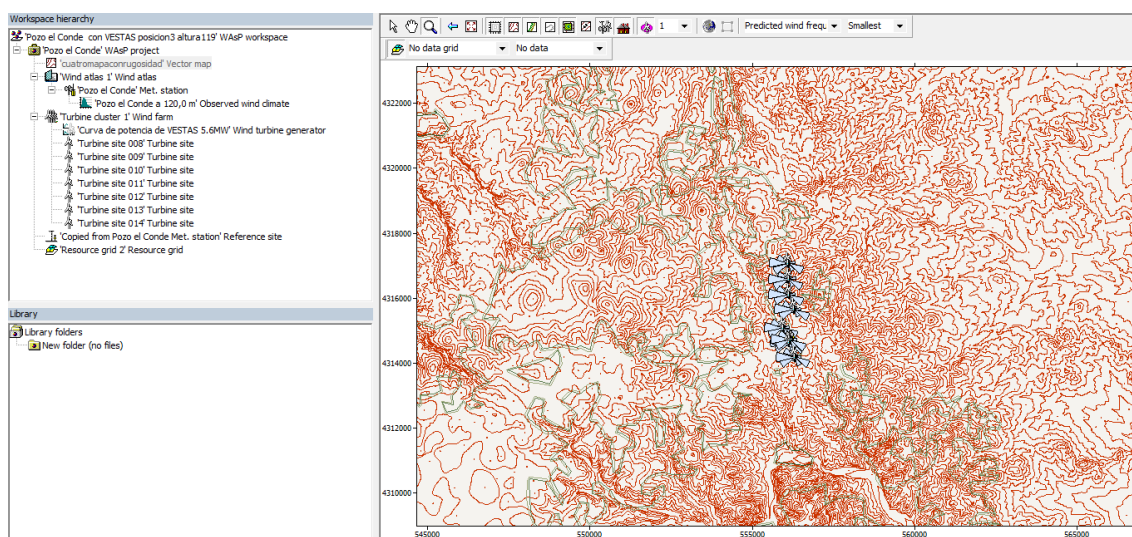 Workspace hierarchy
'Pozo el Conde con VESTAS posicion3 altura119' WAsP workspace
'Pozo el Conde' WAsP project
'cuatromapaconrugosidad' Vector map
'Wind atlas 1' Wind atlas
'Pozo el Conde' Met. station
'Pozo el Conde a 120,0 m' Observed wind climate
'Turbine cluster 1' Wind farm
'Curva de potencia de VESTAS 5.6MW' Wind turbine generator
'Turbine site 008' Turbine site
'Turbine site 009' Turbine site
'Turbine site 010' Turbine site
'Turbine site 011' Turbine site
'Turbine site 012' Turbine site
'Turbine site 013' Turbine site
'Turbine site 014' Turbine site
'Copied from Pozo el Conde Met. station' Reference site
'Resource grid 2' Resource grid
Library
Library folders
New folder (no files)
1 Predicted wind frequ Smallest
No data grid No data
4322000
4320000
4318000
4316000
4314000
4312000
4310000
545000 550000 555000 560000 565000